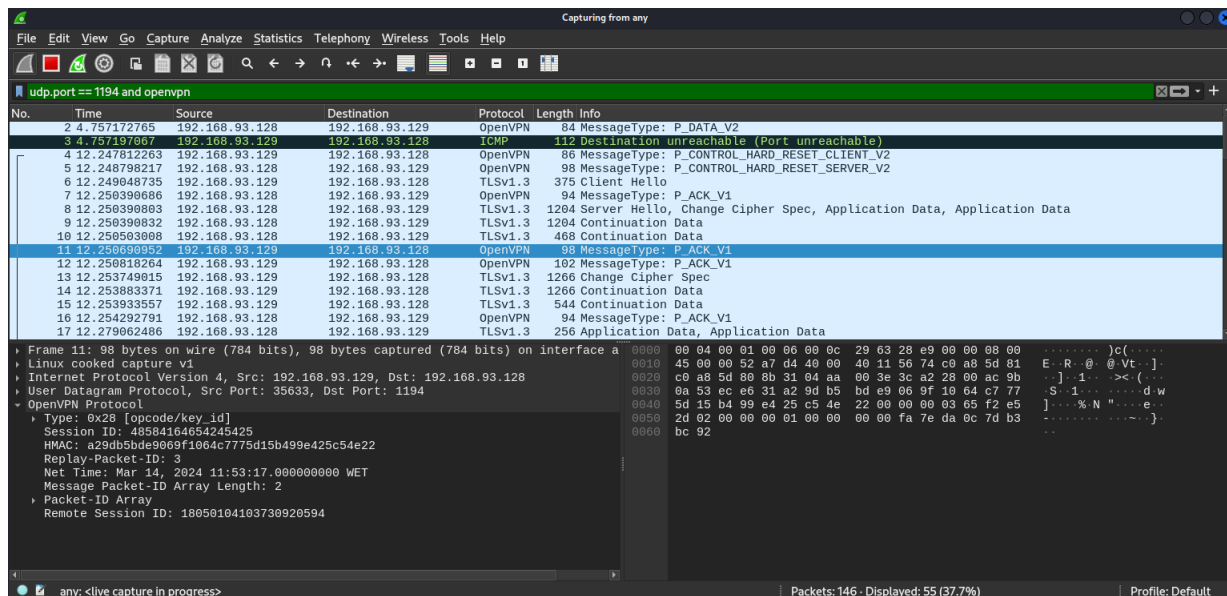 Capturing from any
File Edit View Go Capture Analyze Statistics Telephony Wireless Tools Help
udp.port == 1194 and openvpn
No. Time Source Destination Protocol Length Info
2 4.757172765 192.168.93.128 192.168.93.129 OpenVPN 84 MessageType: P_DATA_V2
3 4.757197067 192.168.93.129 192.168.93.128 ICMP 112 Destination unreachable (Port unreachable)
4 12.247812263 192.168.93.129 192.168.93.128 OpenVPN 86 MessageType: P_CONTROL_HARD_RESET_CLIENT_V2
5 12.248798217 192.168.93.128 192.168.93.129 OpenVPN 98 MessageType: P_CONTROL_HARD_RESET_SERVER_V2
6 12.249048735 192.168.93.129 192.168.93.128 TLSv1.3 375 Client Hello
7 12.250390686 192.168.93.128 192.168.93.129 OpenVPN 94 MessageType: P_ACK_V1
8 12.250390803 192.168.93.128 192.168.93.129 TLSv1.3 1204 Server Hello, Change Cipher Spec, Application Data, Application Data
9 12.250390832 192.168.93.128 192.168.93.129 TLSv1.3 1204 Continuation Data
10 12.250503008 192.168.93.128 192.168.93.129 TLSv1.3 468 Continuation Data
11 12.250690952 192.168.93.129 192.168.93.128 OpenVPN 98 MessageType: P_ACK_V1
12 12.250818264 192.168.93.129 192.168.93.128 OpenVPN 102 MessageType: P_ACK_V1
13 12.253749015 192.168.93.129 192.168.93.128 TLSv1.3 1266 Change Cipher Spec
14 12.253883371 192.168.93.129 192.168.93.128 TLSv1.3 1266 Continuation Data
15 12.253933557 192.168.93.129 192.168.93.128 TLSv1.3 544 Continuation Data
16 12.254292791 192.168.93.128 192.168.93.129 OpenVPN 94 MessageType: P_ACK_V1
17 12.279062486 192.168.93.128 192.168.93.129 TLSv1.3 256 Application Data, Application Data
Frame 11: 98 bytes on wire (784 bits), 98 bytes captured (784 bits) on interface a
Linux cooked capture v1
Internet Protocol Version 4, Src: 192.168.93.129, Dst: 192.168.93.128
User Datagram Protocol, Src Port: 35633, Dst Port: 1194
OpenVPN Protocol
Type: 0x28 [opcode/key_id]
Session ID: 4858416465424542​5
HMAC: a29db5bde9069f1064c7775d15b499e425c54e22
Replay-Packet-ID: 3
Net Time: Mar 14, 2024 11:53:17.000000000 WET
Message Packet-ID Array Length: 2
Packet-ID Array
Remote Session ID: 18050104103730920594
0000 00 04 00 01 00 06 00 0c 29 63 28 e9 00 00 08 00 ········ )c(·····
0010 45 00 00 52 a7 d4 40 00 40 11 56 74 c0 a8 5d 81 E··R··@· @·Vt··]·
0020 c0 a8 5d 80 8b 31 04 aa 00 3e 3c a2 28 00 ac 9b ··]··1·· ·><·(···
0030 0a 53 ec e6 31 a2 9d b5 bd e9 06 9f 10 64 c7 77 ·S··1··· ·····d·w
0040 5d 15 b4 99 e4 25 c5 4e 22 00 00 00 03 65 f2 e5 ]····%·N "····e··
0050 2d 02 00 00 00 01 00 00 00 00 fa 7e da 0c 7d b3 -······· ···~··}·
0060 bc 92 ··
any: <live capture in progress>
Packets: 146 · Displayed: 55 (37.7%)
Profile: Default